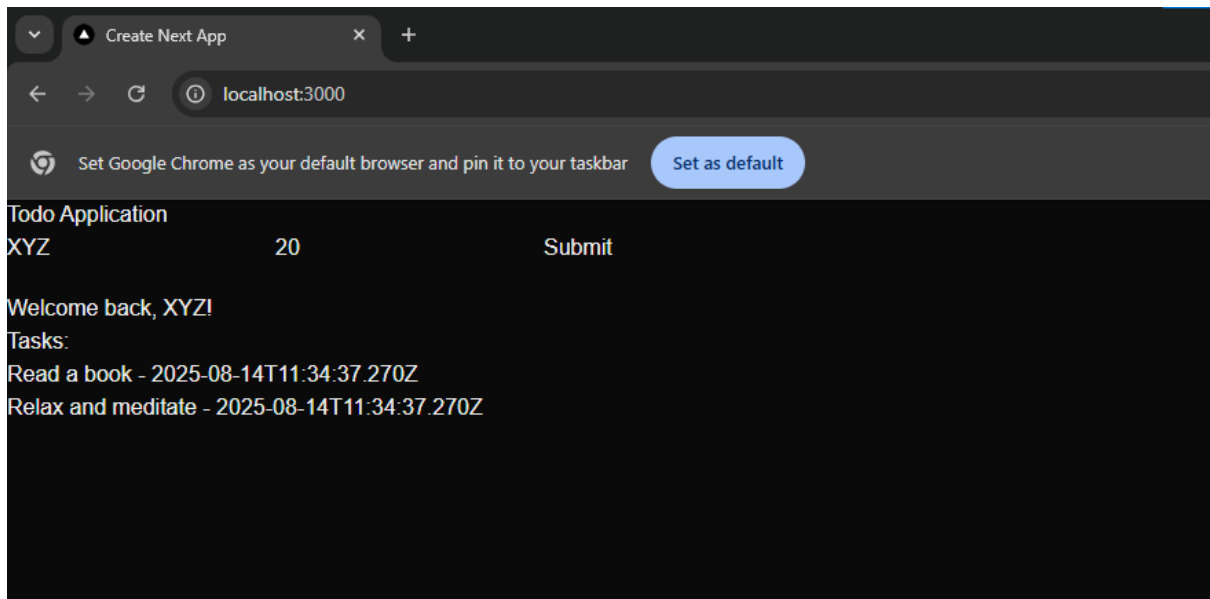 Create Next App
localhost:3000
Set Google Chrome as your default browser and pin it to your taskbar Set as default
Todo Application
XYZ 20 Submit
Welcome back, XYZ!
Tasks:
Read a book - 2025-08-14T11:34:37.270Z
Relax and meditate - 2025-08-14T11:34:37.270Z